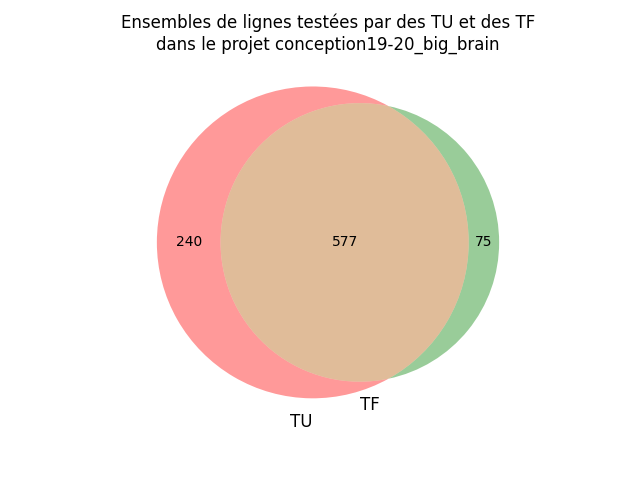 Ensembles de lignes testées par des TU et des TF
dans le projet conception19-20_big_brain
240
577
75
TF
TU